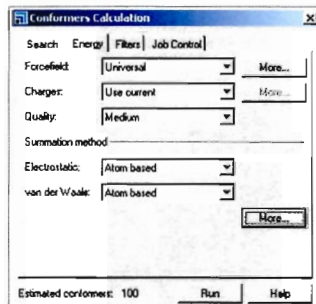 Conformers Calculation
Search Energy Filters Job Control
Forcefield: Universal More...
Charges: Use current More...
Quality: Medium
Summation method
Electrostatic: Atom based
van der Waals: Atom based
More...
Estimated conformers: 100 Run Help